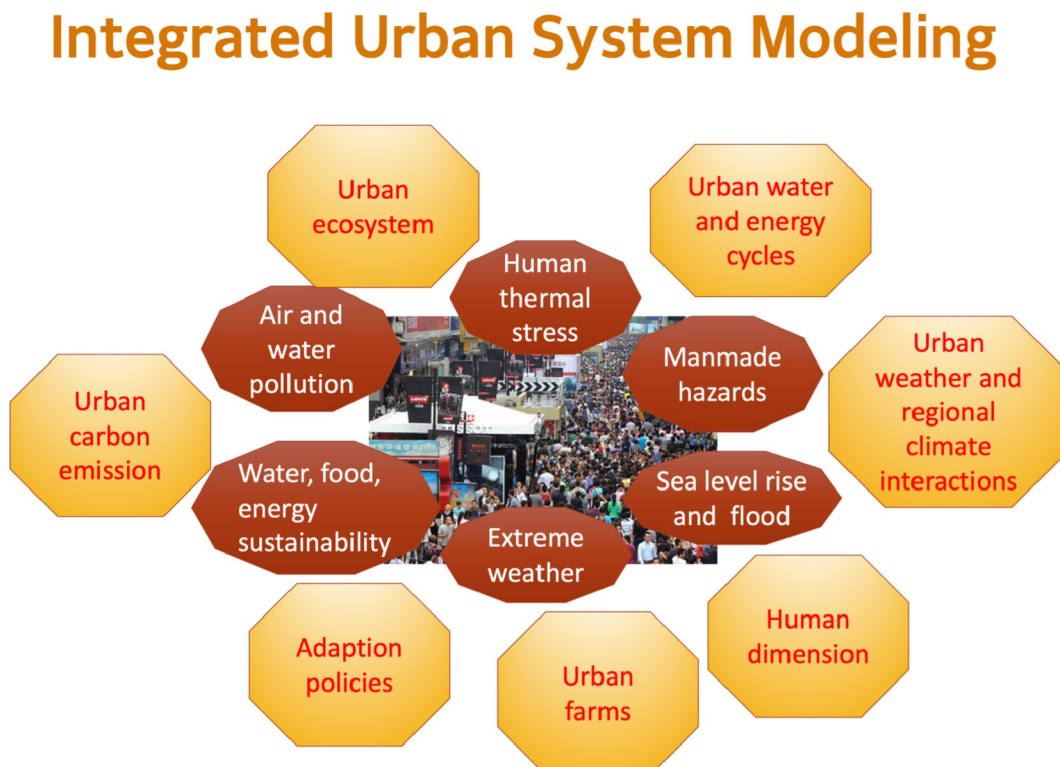 Integrated Urban System Modeling
Urban
ecosystem
Urban water
and energy
cycles
Human
thermal
stress
Air and
water
pollution
Manmade
hazards
Urban
weather and
regional
climate
interactions
Urban
carbon
emission
Water, food,
energy
sustainability
Sea level rise
and flood
Extreme
weather
Adaption
policies
Urban
farms
Human
dimension